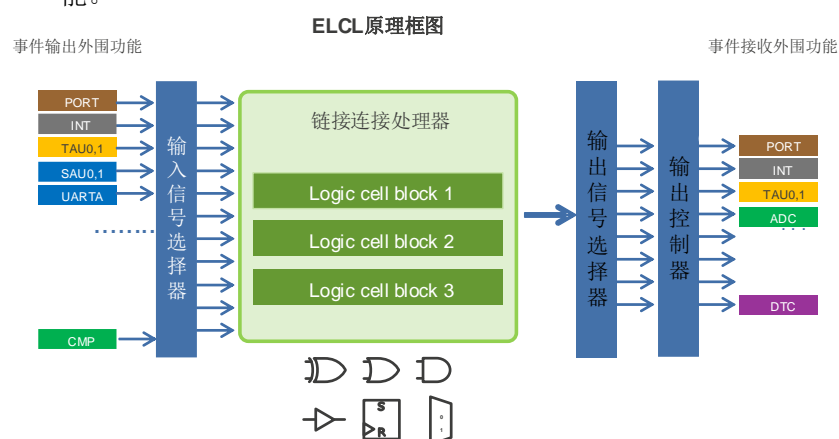 能。
ELCL原理框图
事件输出外围功能
事件接收外围功能
PORT
INT
TAU0,1
SAU0,1
UARTA
CMP
输入信号选择器
链接连接处理器
Logic cell block 1
Logic cell block 2
Logic cell block 3
输出信号选择器
输出控制器
PORT
INT
TAU0,1
ADC
DTC
S
R
0
1